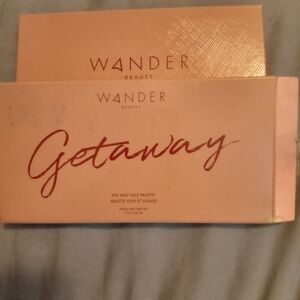 WANDER
BEAUTY
WANDER
BEAUTY
Getaway
EYE AND FACE PALETTE
PALETTE YEUX ET VISAGE